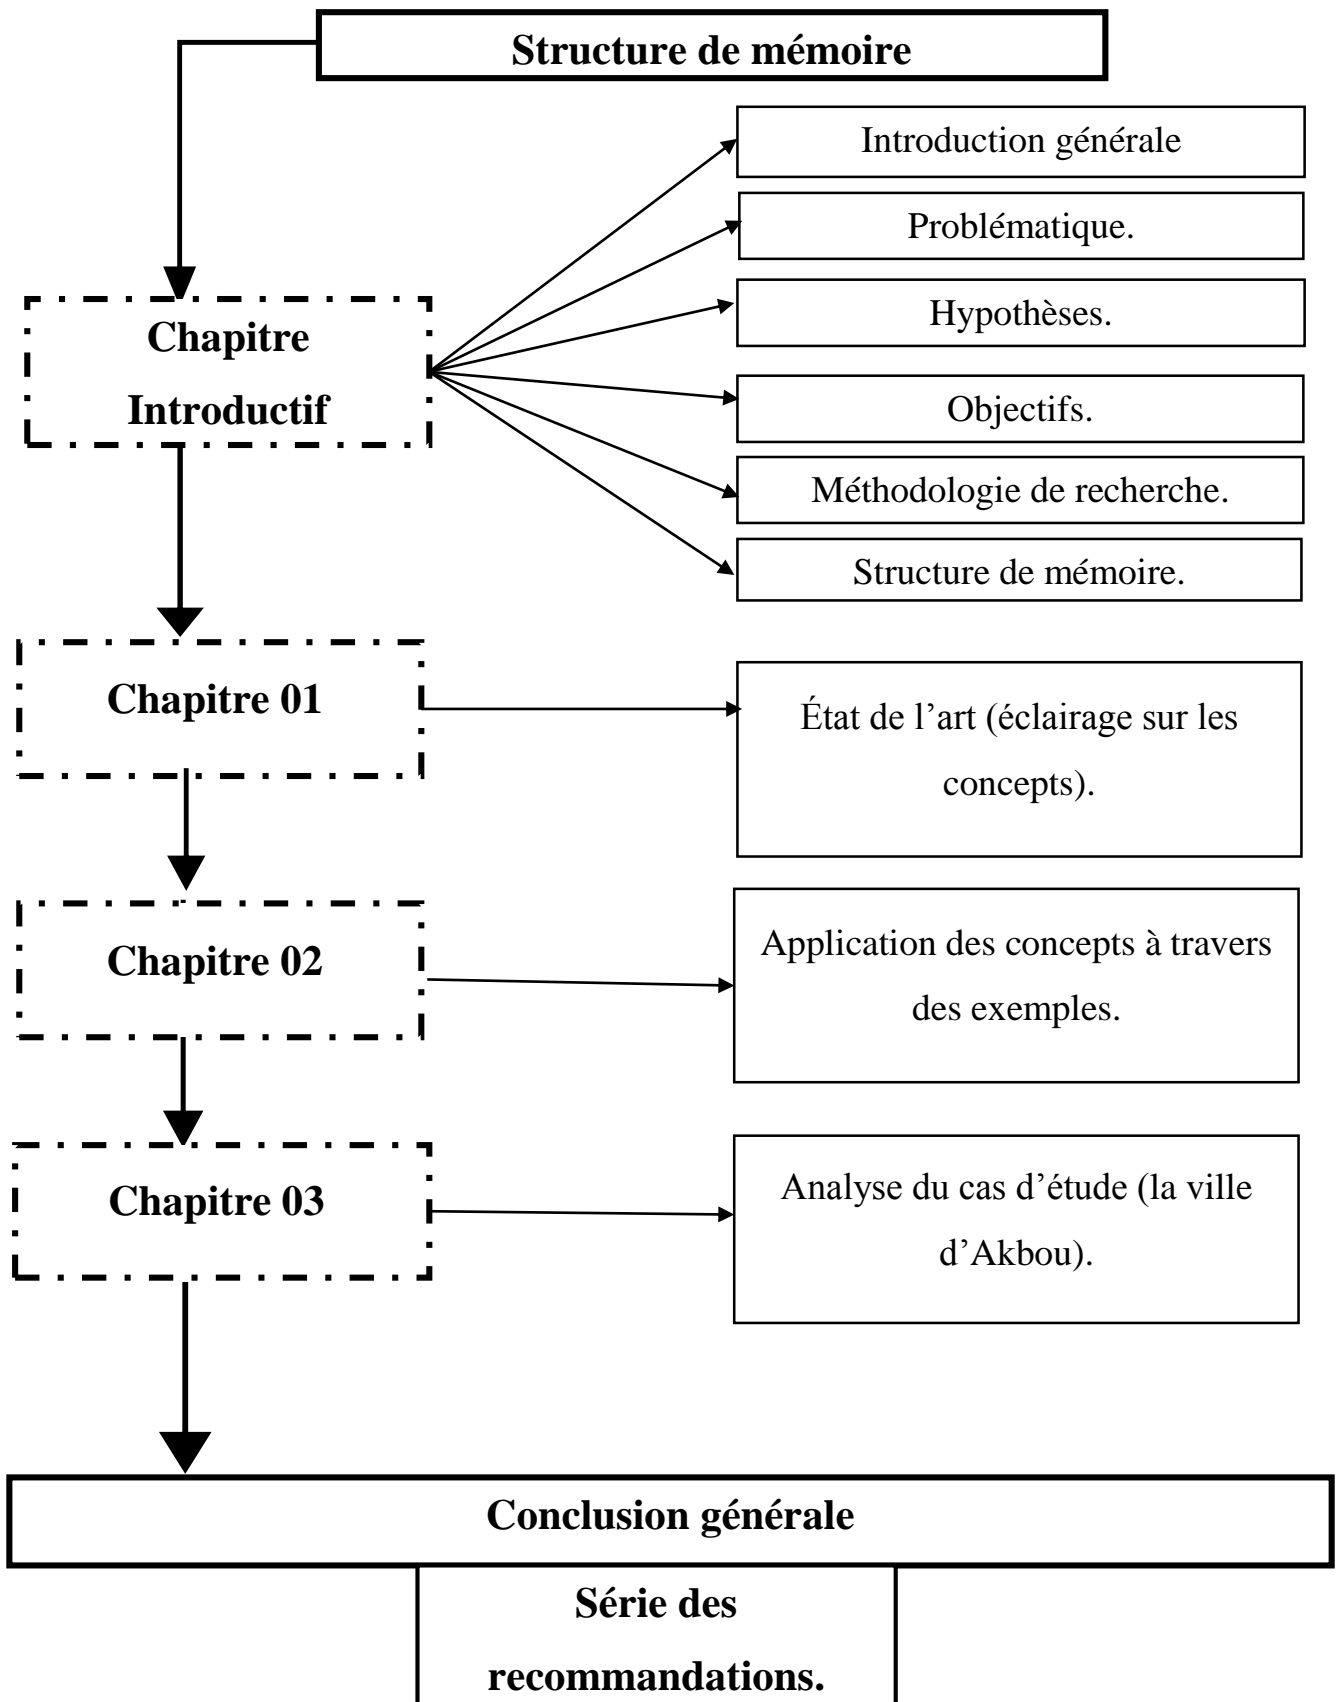 Structure de mémoire
Introduction générale
Problématique.
Hypothèses.
Chapitre
Introductif
Objectifs.
Méthodologie de recherche.
Structure de mémoire.
Chapitre 01
État de l’art (éclairage sur les
concepts).
Chapitre 02
Application des concepts à travers
des exemples.
Chapitre 03
Analyse du cas d’étude (la ville
d’Akbou).
Conclusion générale
Série des
recommandations.